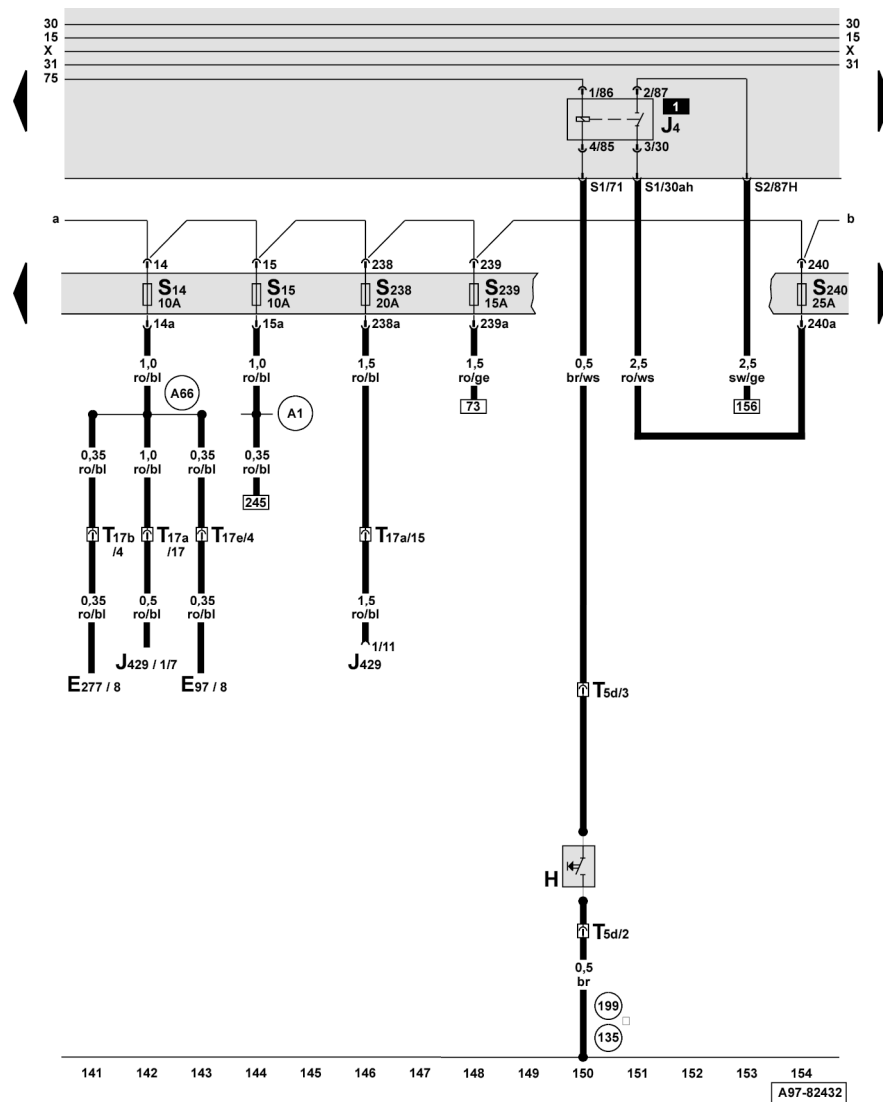 30 30
15 15
X X
31 31
75
1/86 2/87
1
J4
4/85 3/30
S1/71 S1/30ah S2/87H
a b
14 15 238 239 240
S14 S15 S238 S239 S240
10A 10A 20A 15A 25A
14a 15a 238a 239a 240a
1,0 1,0 1,5 1,5 0,5 2,5 2,5
ro/bl ro/bl ro/bl ro/ge br/ws ro/ws sw/ge
A66 A1 73 156
0,35 1,0 0,35 0,35
ro/bl ro/bl ro/bl ro/bl
245
T17b T17a T17e/4 T17a/15
/4 /17
0,35 0,5 0,35 1,5
ro/bl ro/bl ro/bl ro/bl
1/11
J429 / 1/7 J429
E277 / 8 E97 / 8
T5d/3
H
T5d/2
0,5
br
199
135
141 142 143 144 145 146 147 148 149 150 151 152 153 154
A97-82432